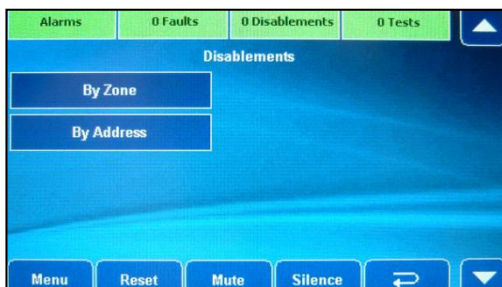 Alarms 0 Faults 0 Disablements 0 Tests
Disablements
By Zone
By Address
Menu Reset Mute Silence